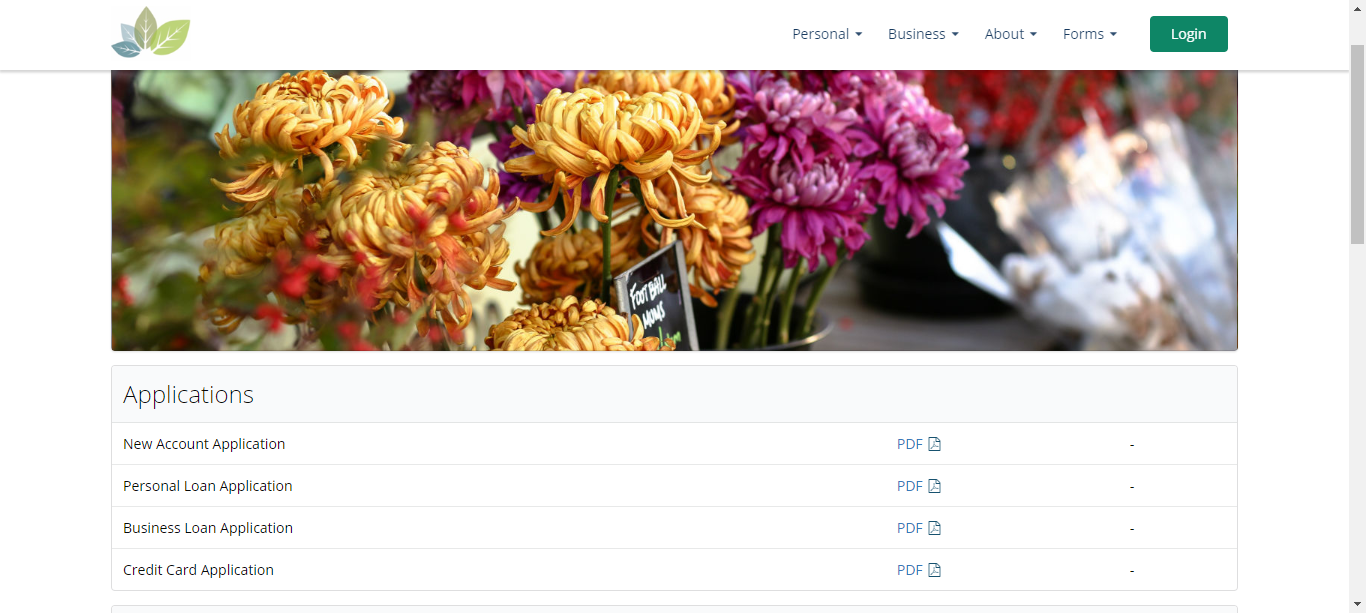 Personal Business About Forms Login
FOOTBALL
MUMS
Applications
New Account Application PDF -
Personal Loan Application PDF -
Business Loan Application PDF -
Credit Card Application PDF -